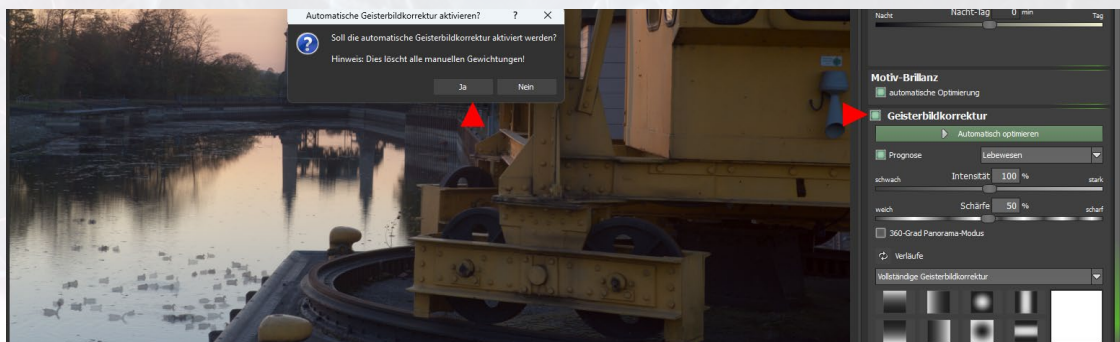 Automatische Geisterbildkorrektur aktivieren?
Soll die automatische Geisterbildkorrektur aktiviert werden?
Hinweis: Dies löscht alle manuellen Gewichtungen!
Ja
Nein
Nacht
Nacht-Tag 0 min
Tag
Motiv-Brillanz
automatische Optimierung
Geisterbildkorrektur
Automatisch optimieren
Prognose
Lebewesen
schwach
Intensität 100 %
stark
weich
Schärfe 50 %
scharf
360-Grad Panorama-Modus
Verläufe
Vollständige Geisterbildkorrektur